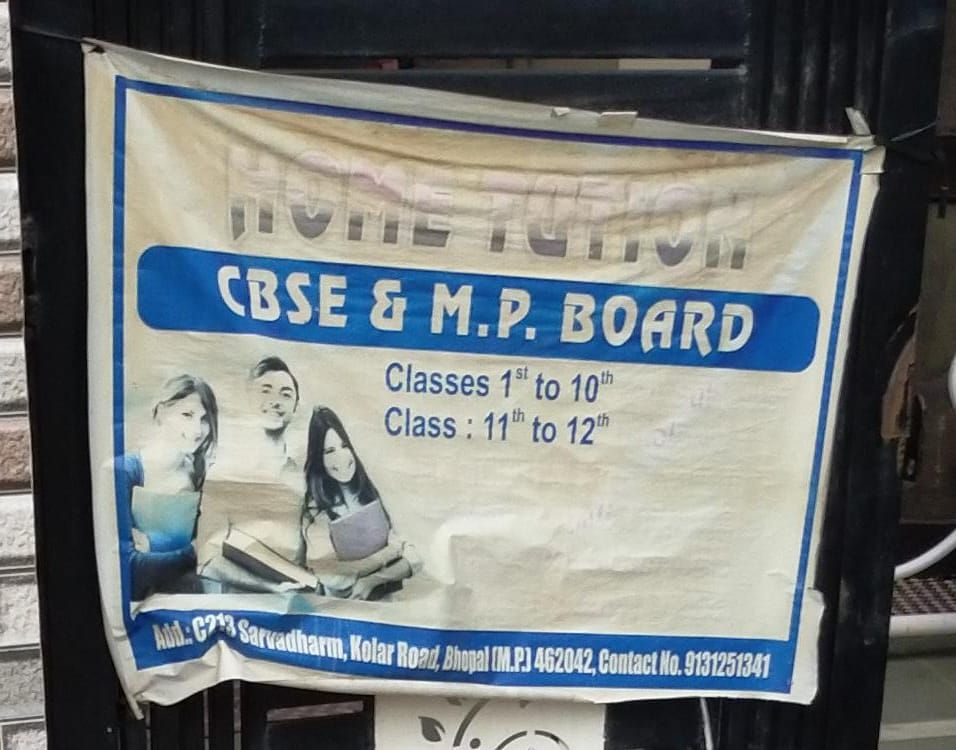 HOME TUTION
CBSE & M.P. BOARD
Classes 1st to 10th
Class : 11th to 12th
Add.: C213 Sarvadharm, Kolar Road, Bhopal (M.P.) 462042, Contact No. 9131251341